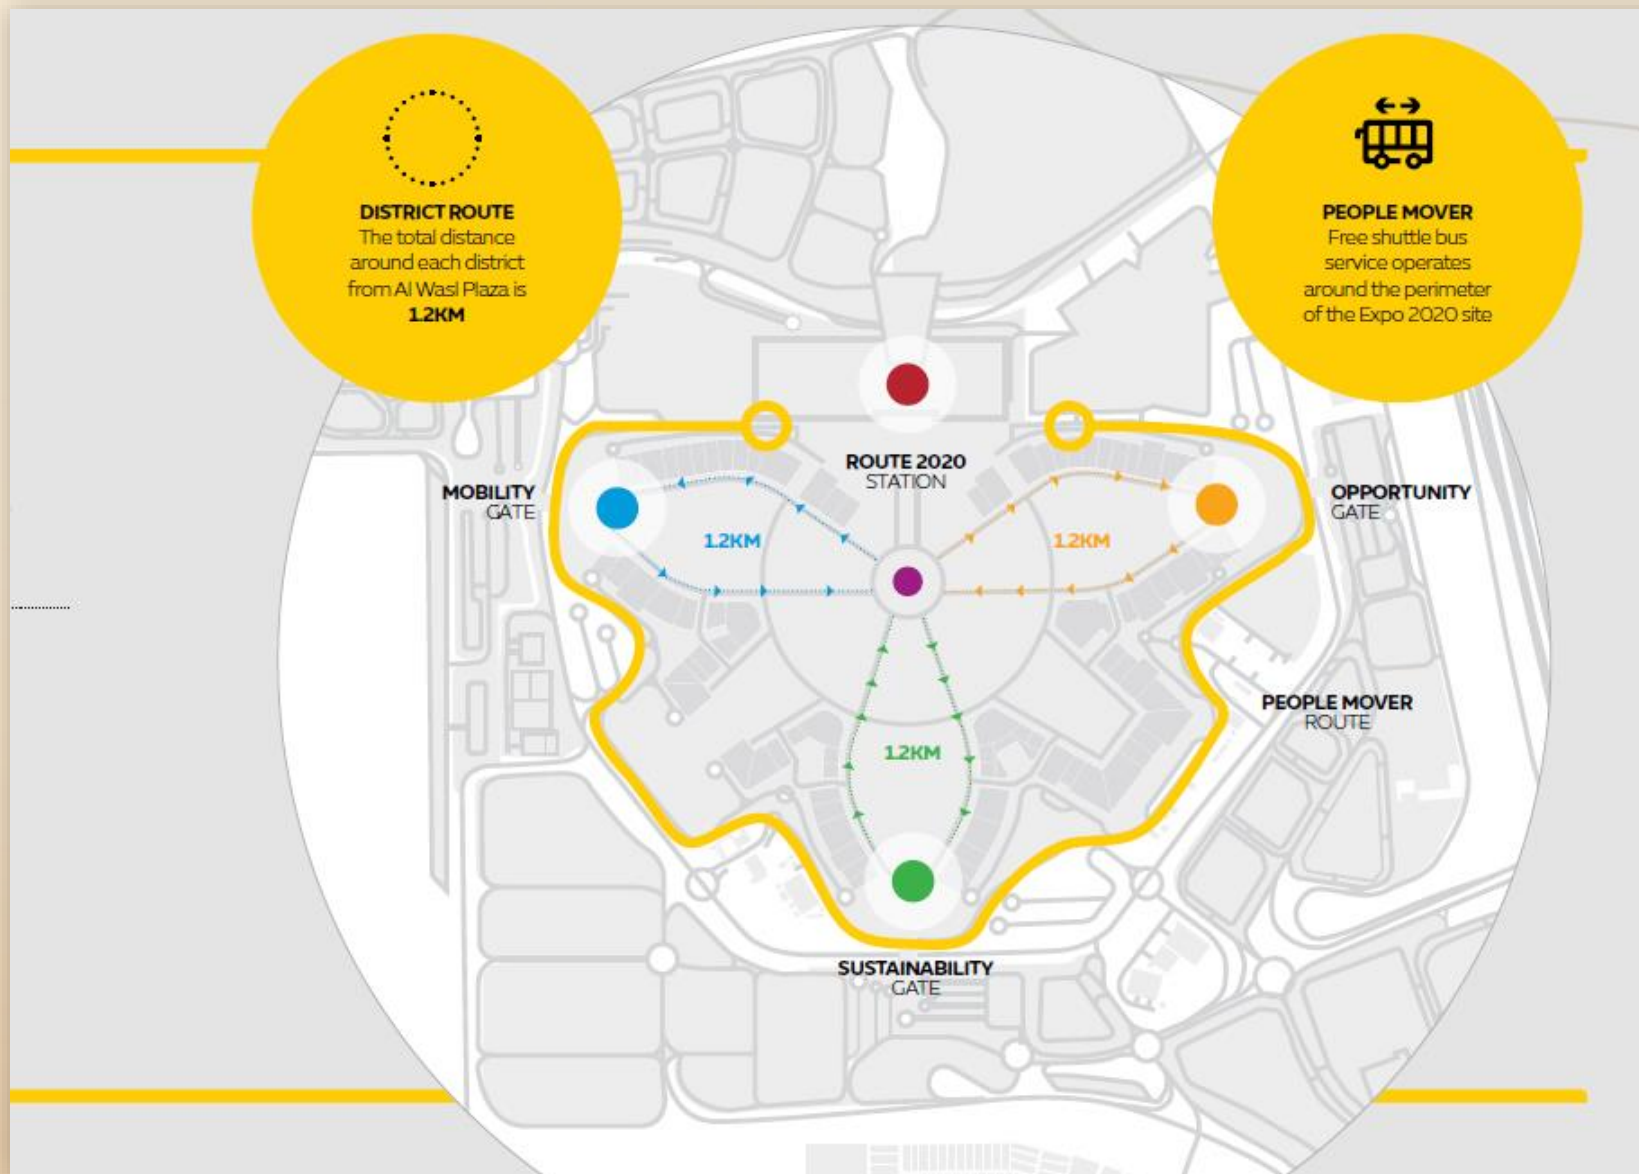 DISTRICT ROUTE
The total distance
around each district
from Al Wasl Plaza is
1.2KM
PEOPLE MOVER
Free shuttle bus
service operates
around the perimeter
of the Expo 2020 site
ROUTE 2020
STATION
MOBILITY
GATE
OPPORTUNITY
GATE
1.2KM
1.2KM
PEOPLE MOVER
ROUTE
1.2KM
SUSTAINABILITY
GATE